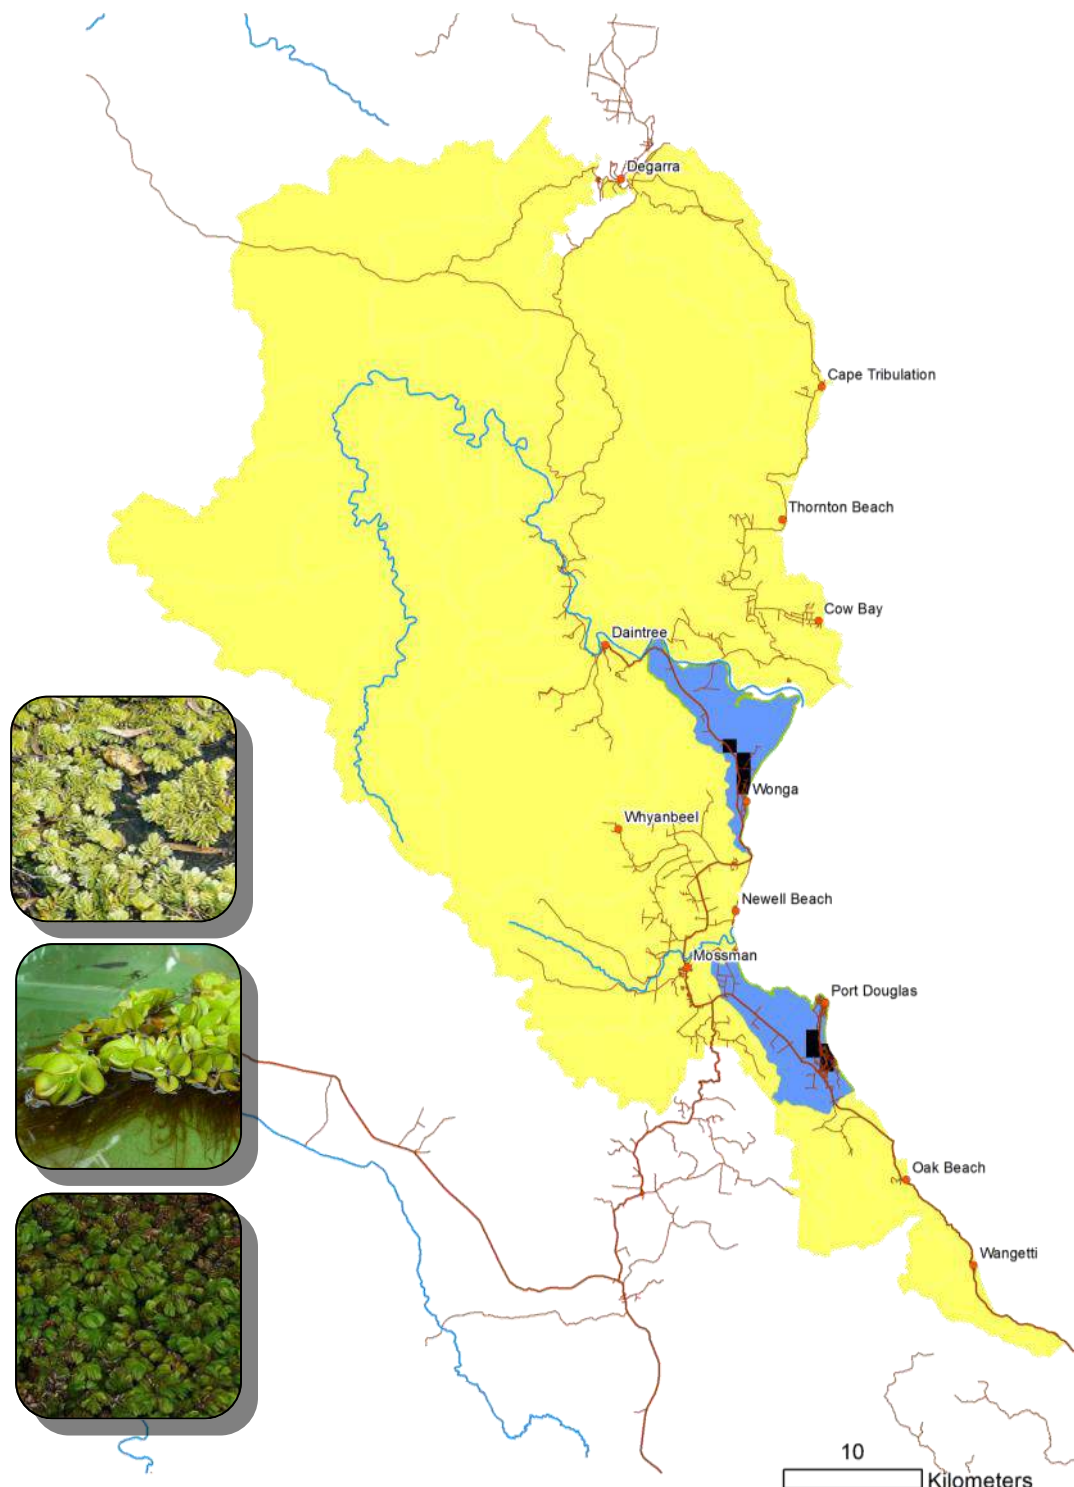 Degarra
Cape Tribulation
Thornton Beach
Cow Bay
Daintree
Wonga
Whyanbeel
Newell Beach
Mossman
Port Douglas
Oak Beach
Wangetti
10
Kilometers